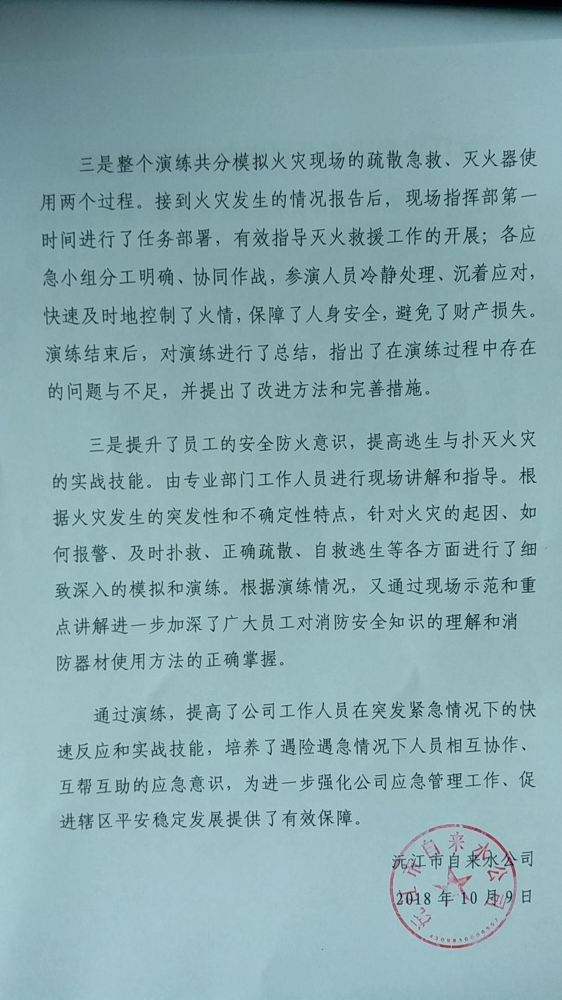 三是整个演练共分模拟火灾现场的疏散急救、灭火器使
用两个过程。接到火灾发生的情况报告后，现场指挥部第一
时间进行了任务部署，有效指导灭火救援工作的开展；各应
急小组分工明确、协同作战，参演人员冷静处理、沉着应对，
快速及时地控制了火情，保障了人身安全，避免了财产损失。
演练结束后，对演练进行了总结，指出了在演练过程中存在
的问题与不足，并提出了改进方法和完善措施。
三是提升了员工的安全防火意识，提高逃生与扑灭火灾
的实战技能。由专业部门工作人员进行现场讲解和指导。根
据火灾发生的突发性和不确定性特点，针对火灾的起因、如
何报警、及时扑救、正确疏散、自救逃生等各方面进行了细
致深入的模拟和演练。根据演练情况，又通过现场示范和重
点讲解进一步加深了广大员工对消防安全知识的理解和消
防器材使用方法的正确掌握。
通过演练，提高了公司工作人员在突发紧急情况下的快
速反应和实战技能，培养了遇险遇急情况下人员相互协作、
互帮互助的应急意识，为进一步强化公司应急管理工作、促
进辖区平安稳定发展提供了有效保障。
沅江市自来水公司
2018 年 10 月 9 日
沅江市自来水公司
4309810006557